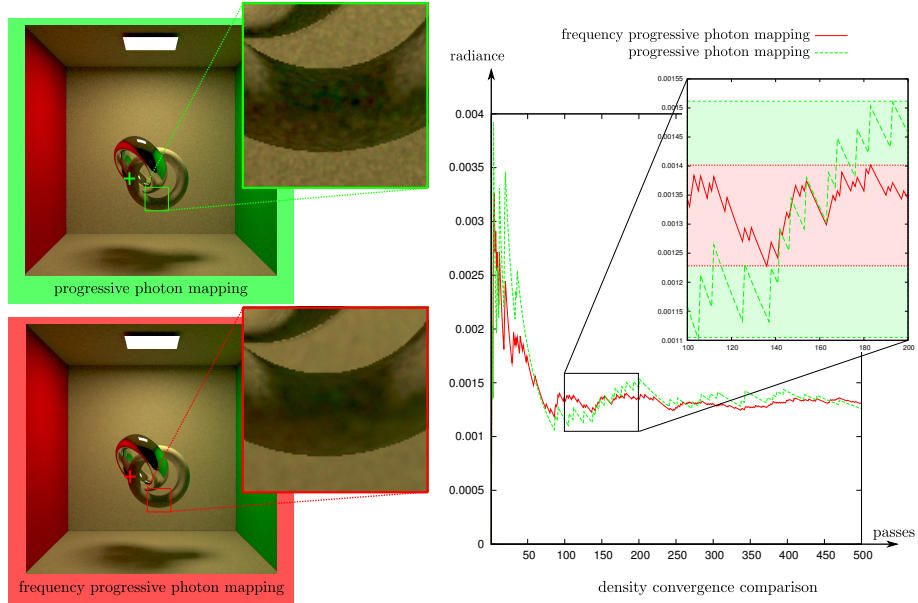 progressive photon mapping
frequency progressive photon mapping
frequency progressive photon mapping
progressive photon mapping
radiance
0.004
0.0035
0.003
0.0025
0.002
0.0015
0.001
0.0005
0
50 100 150 200 250 300 350 400 450 500
passes
0.00155
0.0015
0.00145
0.0014
0.00135
0.0013
0.00125
0.0012
0.00115
0.0011
100 120 140 160 180 200
density convergence comparison